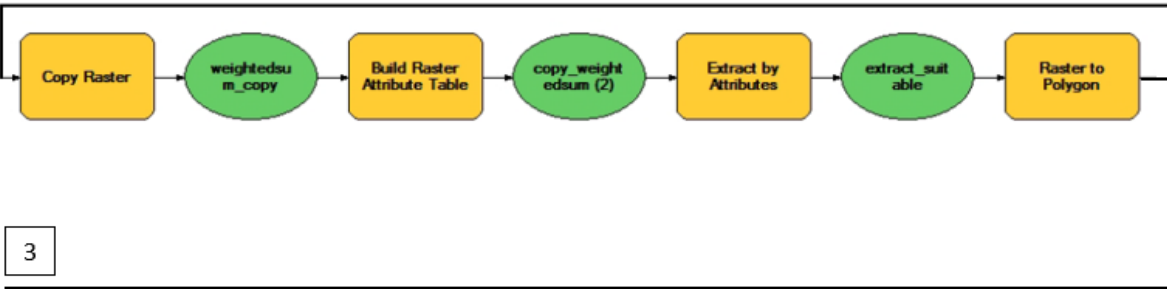 Copy Raster
weightedsu
m_copy
Build Raster
Attribute Table
copy_weight
edsum (2)
Extract by
Attributes
extract_suit
able
Raster to
Polygon
3